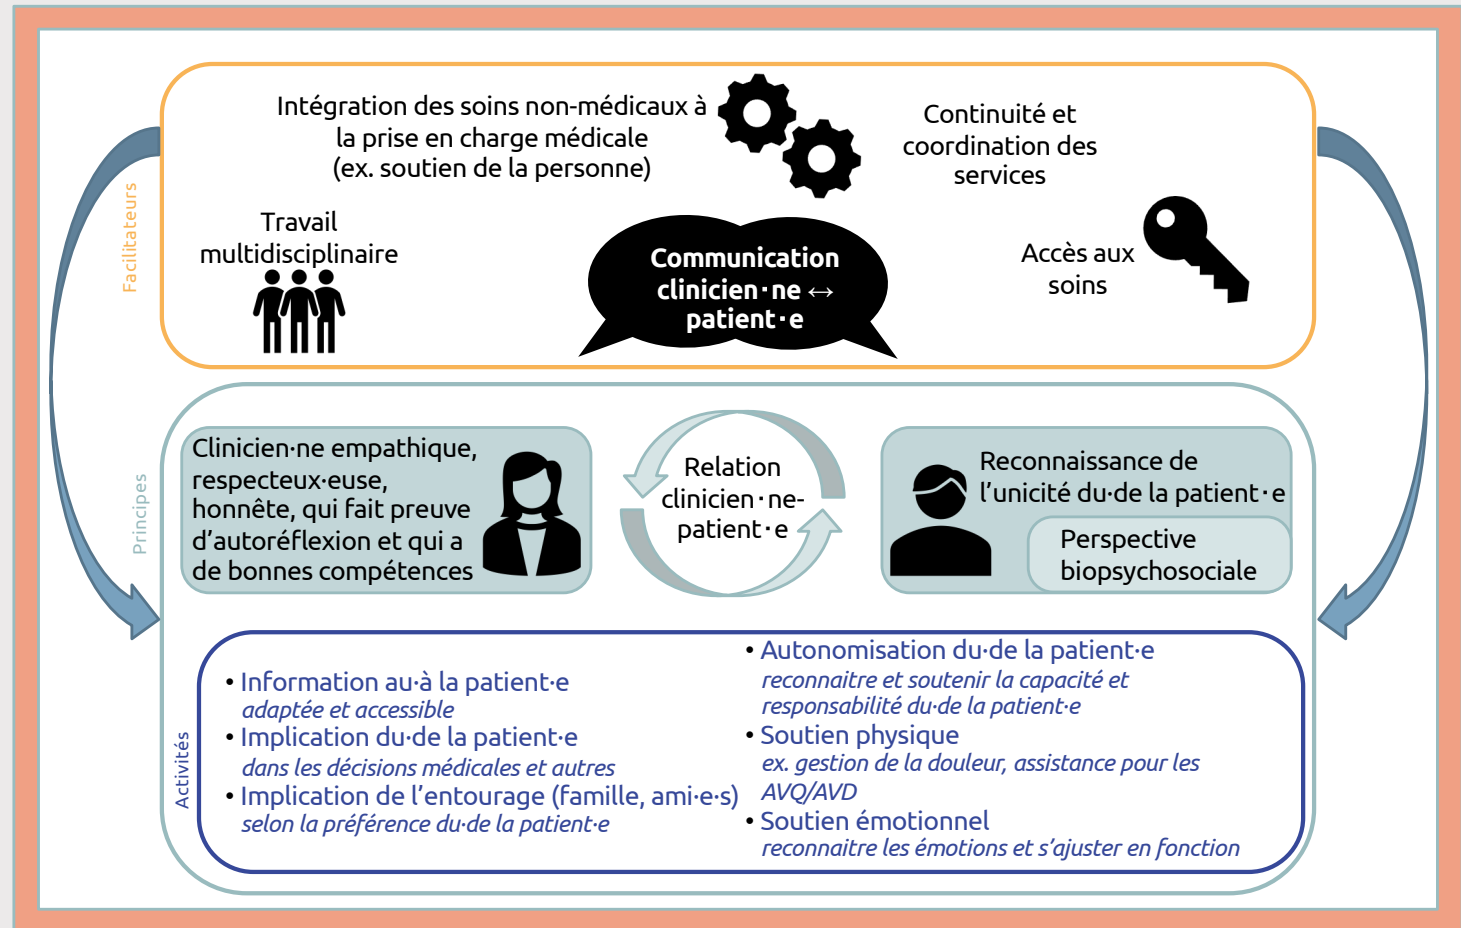 Facilitateurs
Intégration des soins non-médicaux à
la prise en charge médicale
(ex. soutien de la personne)
Continuité et
coordination des
services
Travail
multidisciplinaire
Communication
clinicien·ne ↔
patient·e
Accès aux
soins
Principes
Clinicien·ne empathique,
respecteux·euse,
honnête, qui fait preuve
d'autoréflexion et qui a
de bonnes compétences
Relation
clinicien·ne-
patient·e
Reconnaissance de
l'unicité du·de la patient·e
Perspective
biopsychosociale
Activités
• Information au·à la patient·e
adaptée et accessible
• Implication du·de la patient·e
dans les décisions médicales et autres
• Implication de l'entourage (famille, ami·e·s)
selon la préférence du·de la patient·e
• Autonomisation du·de la patient·e
reconnaitre et soutenir la capacité et
responsabilité du·de la patient·e
• Soutien physique
ex. gestion de la douleur, assistance pour les
AVQ/AVD
• Soutien émotionnel
reconnaitre les émotions et s'ajuster en fonction